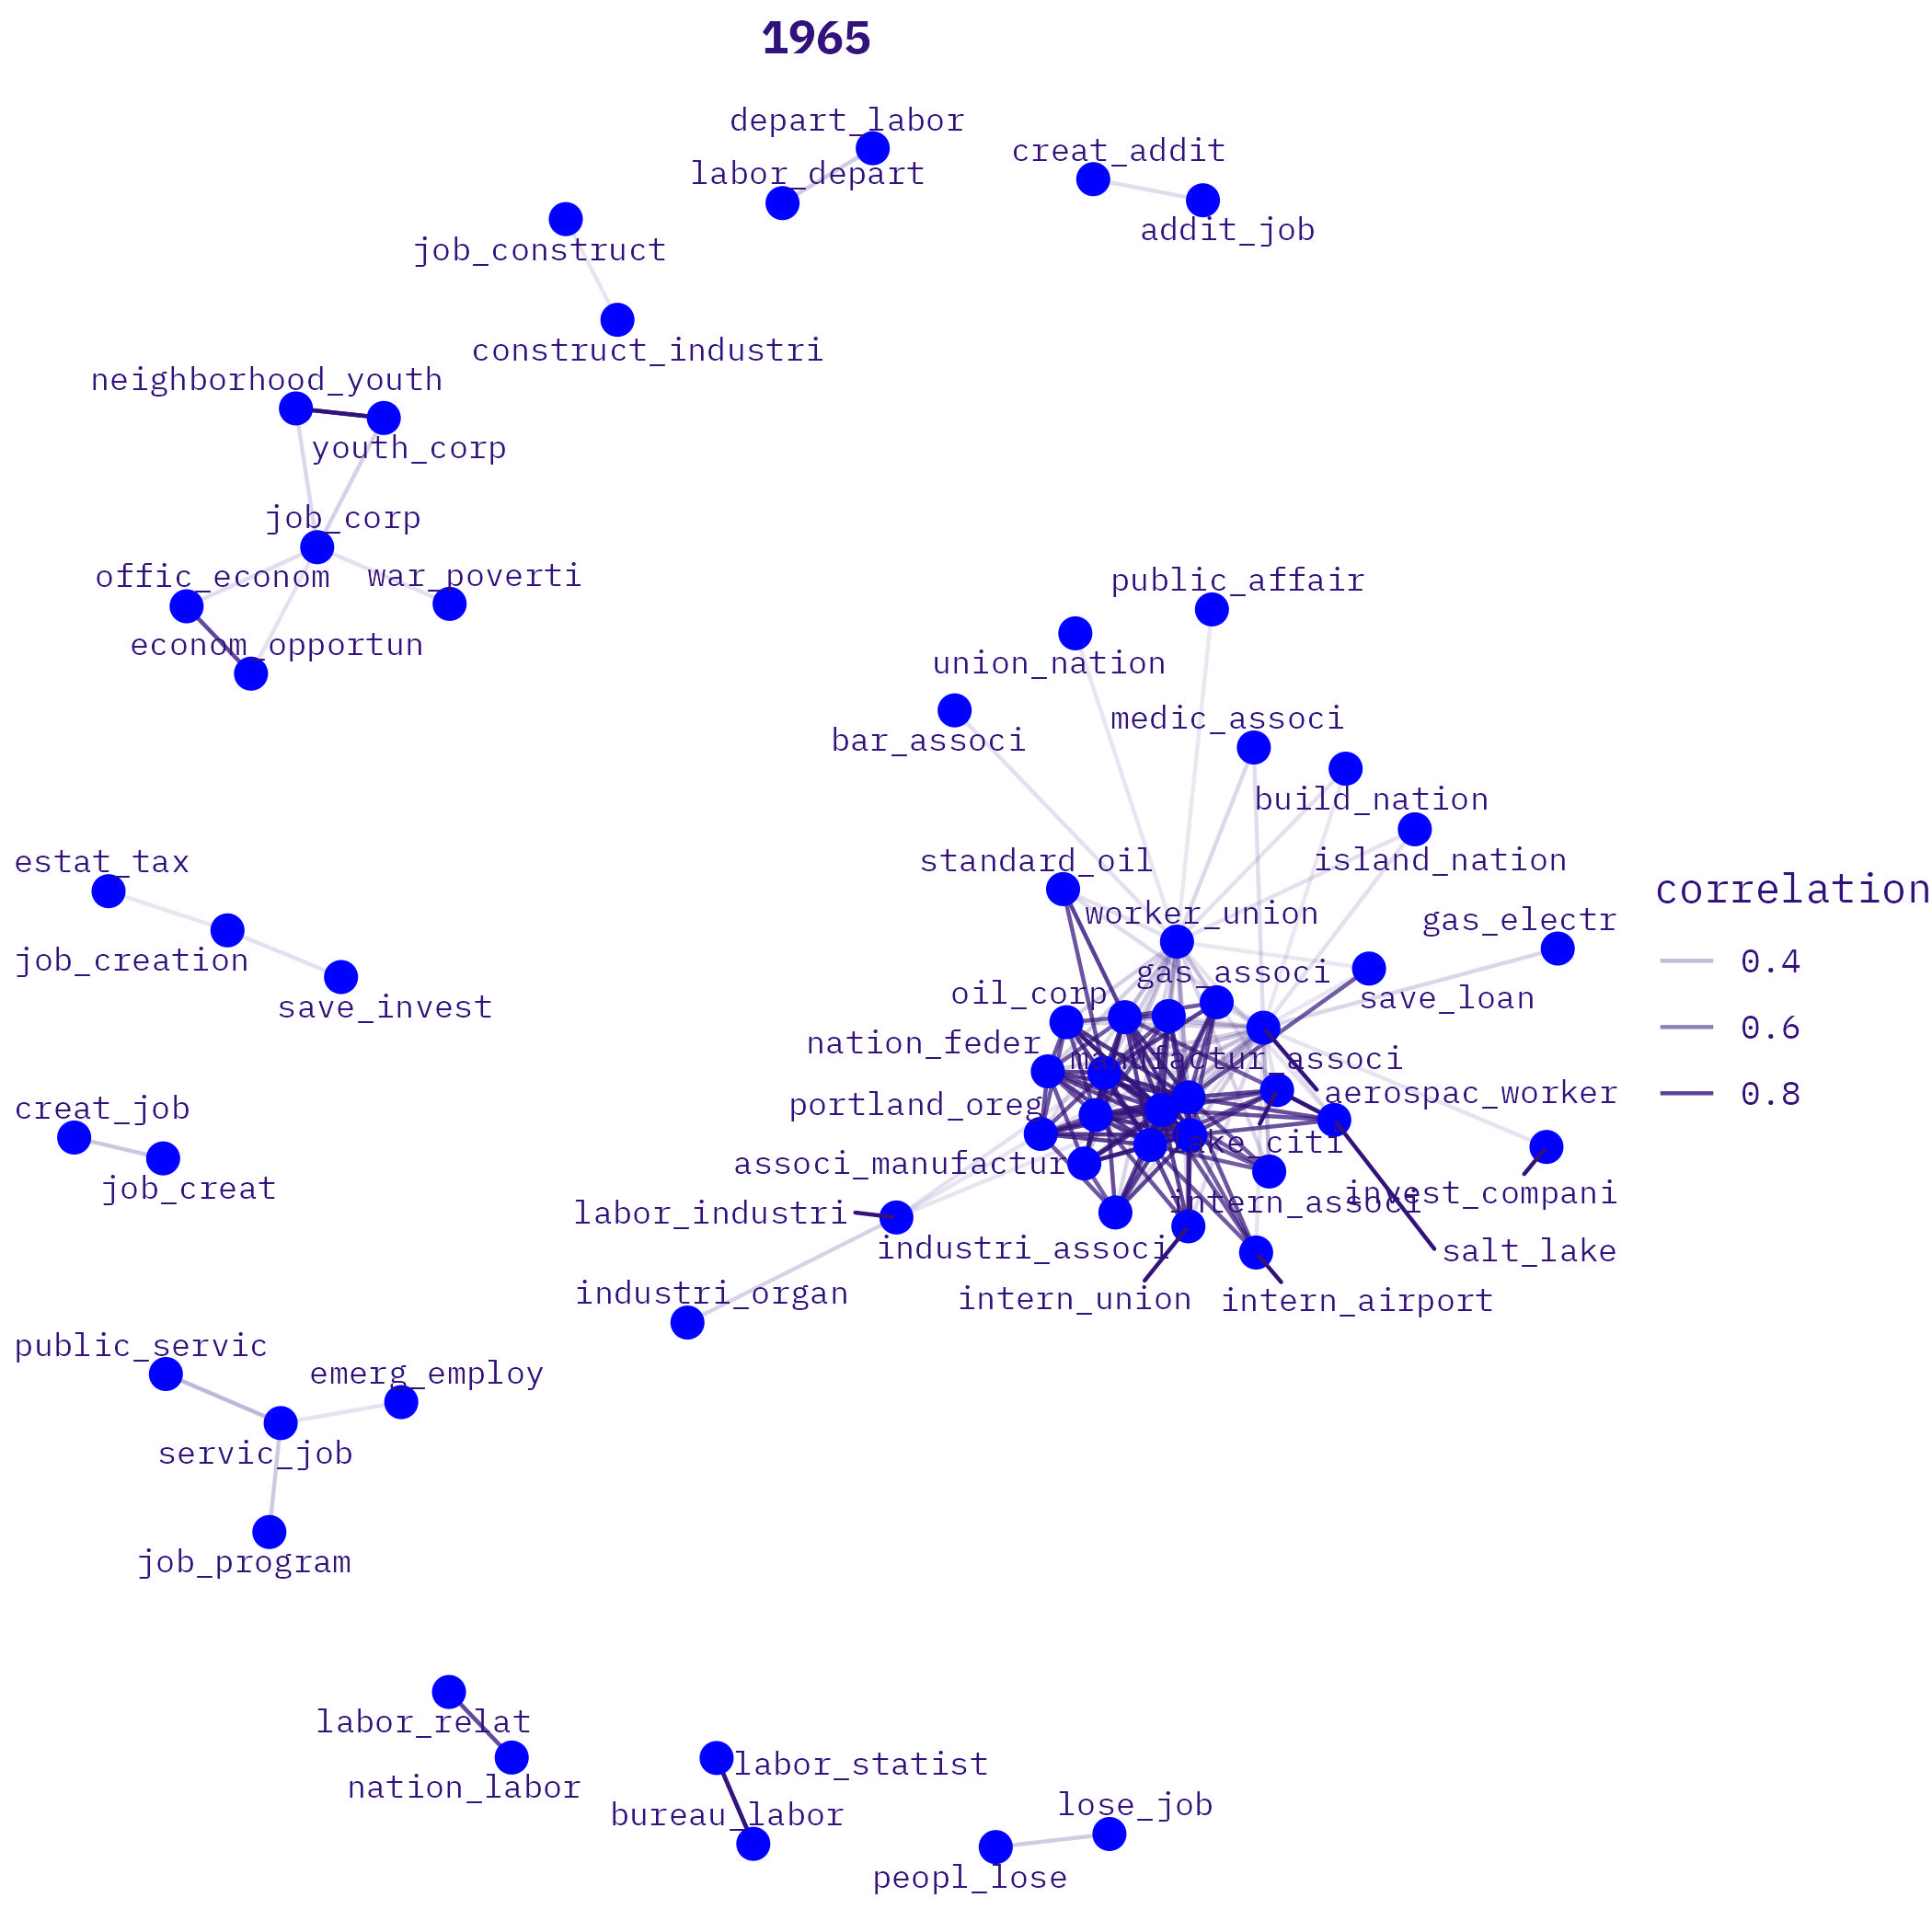 1965
depart_labor
creat_addit
labor_depart
addit_job
job_construct
construct_industri
neighborhood_youth
youth_corp
job_corp
offic_econom
war_poverti
public_affair
econom_opportun
union_nation
medic_associ
bar_associ
build_nation
estat_tax
standard_oil
island_nation
correlation
worker_union
gas_electr
job_creation
gas_associ
0.4
save_invest
oil_corp
save_loan
nation_feder
0.6
manufactur_associ
aerospac_worker
0.8
creat_job
portland_oreg
lake_citi
job_creat
associ_manufactur
intern_associ
invest_compani
labor_industri
industri_associ
salt_lake
industri_organ
intern_union
intern_airport
public_servic
emerg_employ
servic_job
job_program
labor_relat
nation_labor
labor_statist
bureau_labor
lose_job
peopl_lose